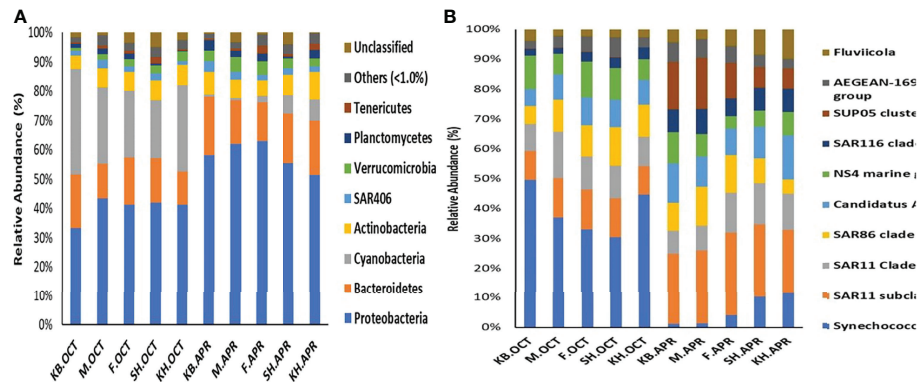 A
B
Relative Abundance (%)
100%
90%
80%
70%
60%
50%
40%
30%
20%
10%
0%
KB.OCT
M.OCT
F.OCT
SH.OCT
KH.OCT
KB.APR
M.APR
F.APR
SH.APR
KH.APR
Unclassified
Others (<1.0%)
Tenericutes
Planctomycetes
Verrucomicrobia
SAR406
Actinobacteria
Cyanobacteria
Bacteroidetes
Proteobacteria
Relative Abundance (%)
100%
90%
80%
70%
60%
50%
40%
30%
20%
10%
0%
KB.OCT
M.OCT
F.OCT
SH.OCT
KH.OCT
KB.APR
M.APR
F.APR
SH.APR
KH.APR
Fluviicola
AEGEAN-169
group
SUP05 cluste
SAR116 clad
NS4 marine
Candidatus A
SAR86 clade
SAR11 Clade
SAR11 subcla
Synechococc